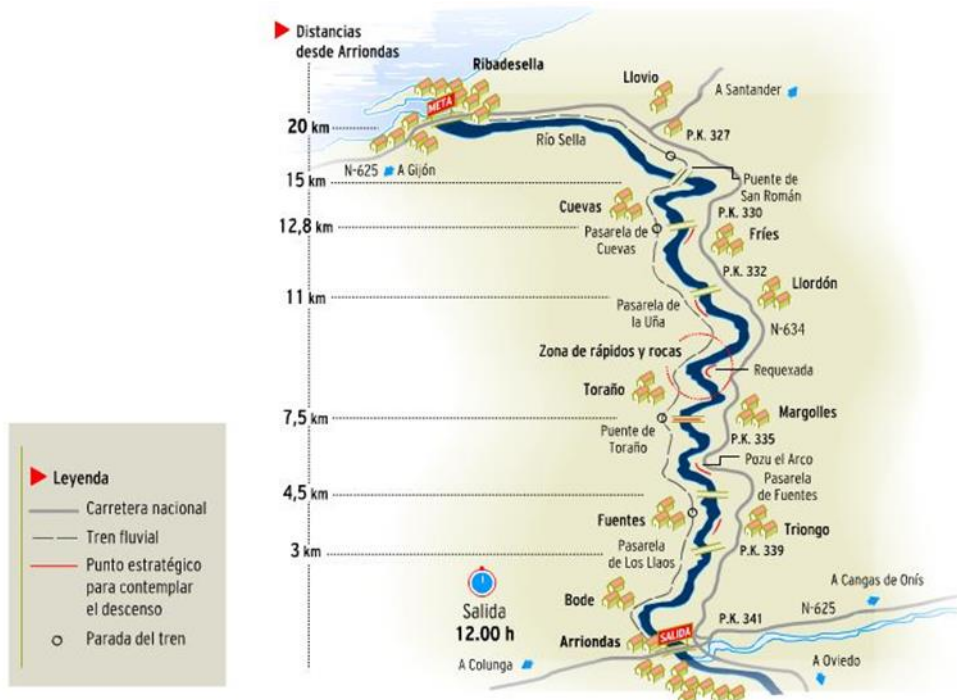 Distancias
desde Arriondas
Ribadesella
META
Llovio
A Santander
20 km
Río Sella
P.K. 327
N-625
A Gijón
15 km
Puente de
San Román
Cuevas
P.K. 330
12,8 km
Pasarela de
Cuevas
Fríes
P.K. 332
Llordón
11 km
Pasarela de
la Uña
N-634
Zona de rápidos y rocas
Requexada
Toraño
Margolles
7,5 km
Puente de
Toraño
P.K. 335
Pozu el Arco
Pasarela
de Fuentes
4,5 km
Fuentes
Triongo
3 km
Pasarela
de Los Llaos
P.K. 339
Salida
12.00 h
Bode
A Cangas de Onís
N-625
P.K. 341
Arriondas
SALIDA
A Colunga
A Oviedo
Leyenda
Carretera nacional
Tren fluvial
Punto estratégico
para contemplar
el descenso
Parada del tren